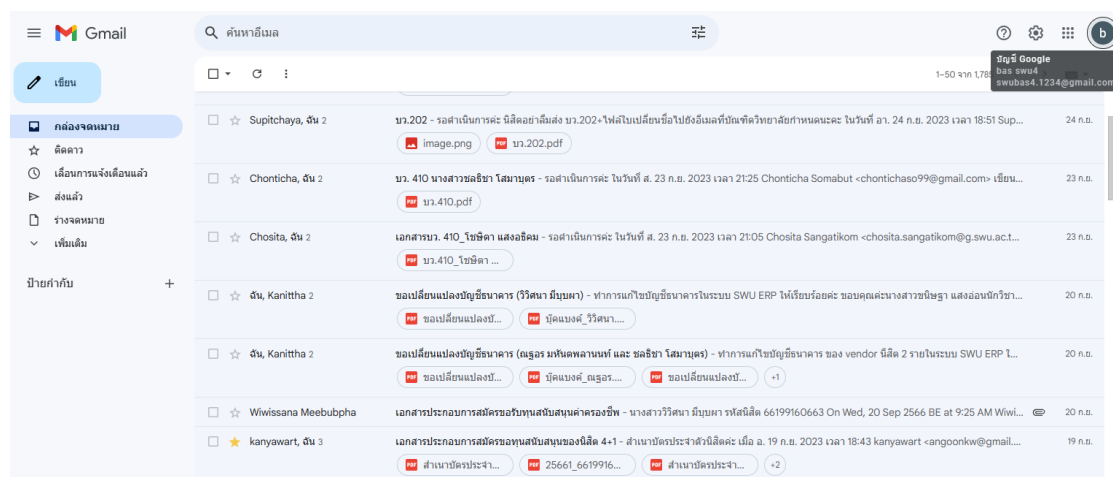 Gmail
ค้นหาอีเมล
b
บัญชี Google
bas swu4
swubas4.1234@gmail.com
เขียน
1–50 จาก 1,785
กล่องจดหมาย
ติดดาว
เลื่อนการแจ้งเตือนแล้ว
ส่งแล้ว
ร่างจดหมาย
เพิ่มเติม
ป้ายกำกับ
Supitchaya, ฉัน 2 บว.202 - รอดำเนินการค่ะ นิสิตอย่าลืมส่ง บว.202+ไฟล์ใบเปลี่ยนชื่อไปยังอีเมลที่บัณฑิตวิทยาลัยกำหนดนะคะ ในวันที่ อา. 24 ก.ย. 2023 เวลา 18:51 Sup... 24 ก.ย.
image.png บว.202.pdf
Chonticha, ฉัน 2 บว. 410 นางสาวชลธิชา โสมาบุตร - รอดำเนินการค่ะ ในวันที่ ส. 23 ก.ย. 2023 เวลา 21:25 Chonticha Somabut <chontichaso99@gmail.com> เขียน... 23 ก.ย.
บว.410.pdf
Chosita, ฉัน 2 เอกสารบว. 410_โชษิตา แสงอธิคม - รอดำเนินการค่ะ ในวันที่ ส. 23 ก.ย. 2023 เวลา 21:05 Chosita Sangatikom <chosita.sangatikom@g.swu.ac.t... 23 ก.ย.
บว.410_โชษิตา ...
ฉัน, Kanittha 2 ขอเปลี่ยนแปลงบัญชีธนาคาร (วิวิศนา มีบุบผา) - ทำการแก้ไขบัญชีธนาคารในระบบ SWU ERP ให้เรียบร้อยค่ะ ขอบคุณค่ะนางสาวขนิษฐา แสงอ่อนนักวิชา... 20 ก.ย.
ขอเปลี่ยนแปลงบั... บุ๊คแบงค์_วิวิศนา....
ฉัน, Kanittha 2 ขอเปลี่ยนแปลงบัญชีธนาคาร (ณฐอร มหันตพลานนท์ และ ชลธิชา โสมาบุตร) - ทำการแก้ไขบัญชีธนาคาร ของ vendor นิสิต 2 รายในระบบ SWU ERP ใ... 20 ก.ย.
ขอเปลี่ยนแปลงบั... บุ๊คแบงค์_ณฐอร.... ขอเปลี่ยนแปลงบั... +1
Wiwissana Meebubpha เอกสารประกอบการสมัครขอรับทุนสนับสนุนค่าครองชีพ - นางสาววิวิศนา มีบุบผา รหัสนิสิต 66199160663 On Wed, 20 Sep 2566 BE at 9:25 AM Wiwi... 20 ก.ย.
kanyawart, ฉัน 3 เอกสารประกอบการสมัครขอทุนสนับสนุนของนิสิต 4+1 - สำเนาบัตรประจำตัวนิสิตค่ะ เมื่อ อ. 19 ก.ย. 2023 เวลา 18:43 kanyawart <angoonkw@gmail.... 19 ก.ย.
สำเนาบัตรประจำ... 25661_6619916... สำเนาบัตรประจำ... +2